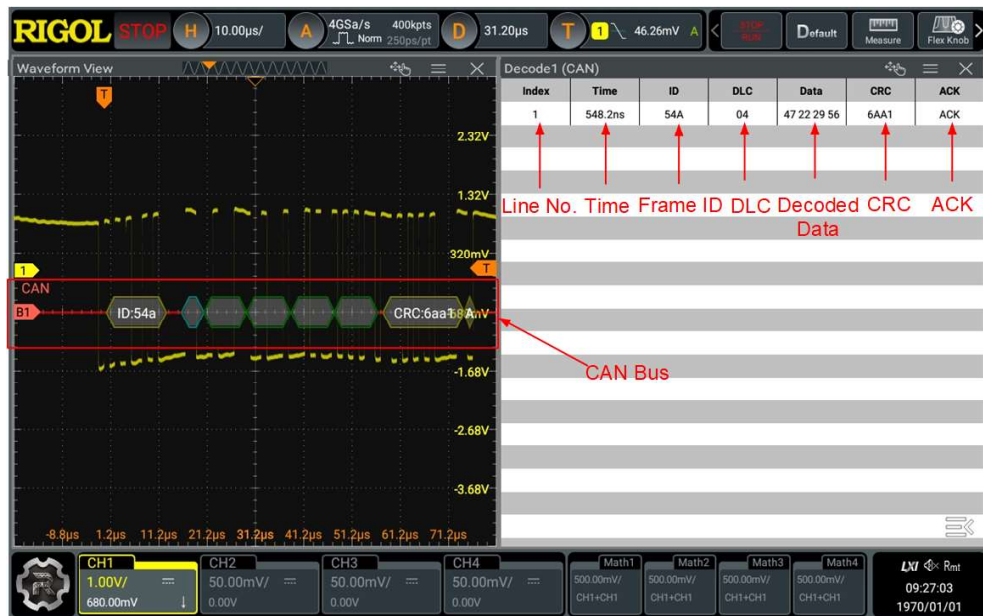 RIGOL STOP H 10.00μs/ A 4GSa/s 400kpts Norm 250ps/pt D 31.20μs T 1 46.26mV A < STOP RUN Default Measure Flex Knob >
Waveform View
Decode1 (CAN)
Index Time ID DLC Data CRC ACK
1 548.2ns 54A 04 47 22 29 56 6AA1 ACK
Line No. Time Frame ID DLC Decoded Data CRC ACK
T
2.32V
1.32V
320mV
1
T
CAN
B1 ID:54a CRC:6aa1 A
CAN Bus
-1.68V
-2.68V
-3.68V
-8.8μs 1.2μs 11.2μs 21.2μs 31.2μs 41.2μs 51.2μs 61.2μs 71.2μs
CH1 CH2 CH3 CH4 Math1 Math2 Math3 Math4
1.00V/ 50.00mV/ 50.00mV/ 50.00mV/ 500.00mV/ 500.00mV/ 500.00mV/ 500.00mV/
680.00mV 0.00V 0.00V 0.00V CH1+CH1 CH1+CH1 CH1+CH1 CH1+CH1
LXI Rmt
09:27:03
1970/01/01